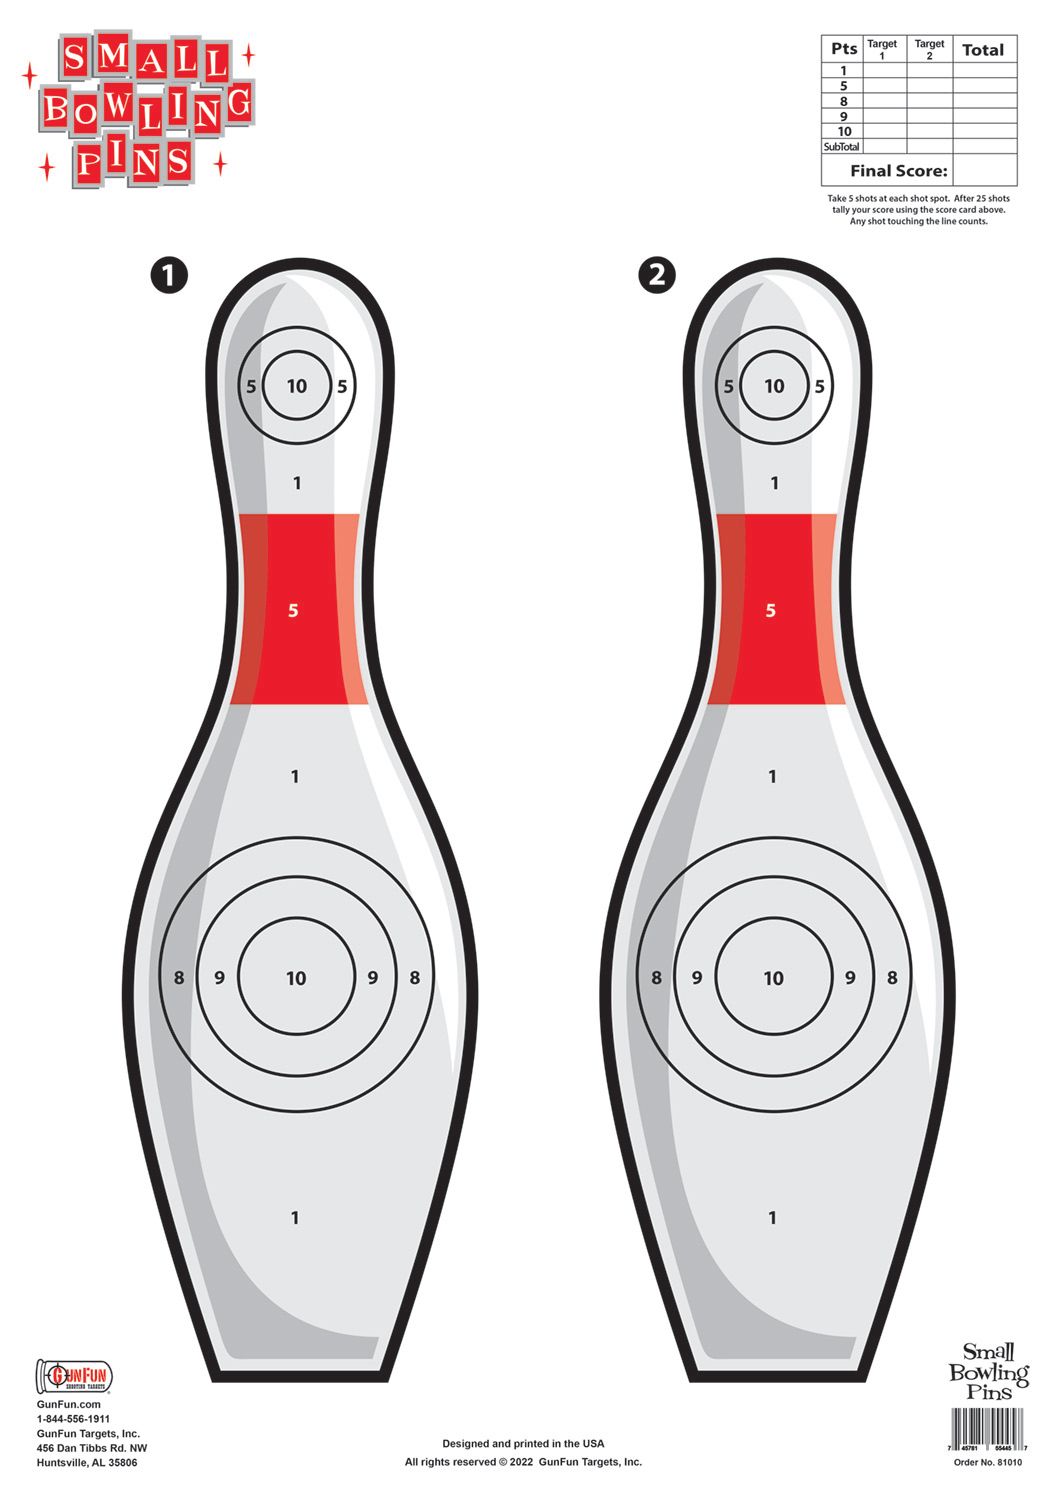 SMALL
BOWLING
PINS
Pts Target 1 Target 2 Total
1
5
8
9
10
SubTotal
Final Score:
Take 5 shots at each shot spot. After 25 shots
tally your score using the score card above.
Any shot touching the line counts.
1
5 10 5
1
5
1
8 9 10 9 8
1
2
5 10 5
1
5
1
8 9 10 9 8
1
GUNFUN
SHOOTING TARGETS
GunFun.com
1-844-556-1911
GunFun Targets, Inc.
456 Dan Tibbs Rd. NW
Huntsville, AL 35806
Designed and printed in the USA
All rights reserved © 2022 GunFun Targets, Inc.
Small
Bowling
Pins
7 45781 55445 7
Order No. 81010